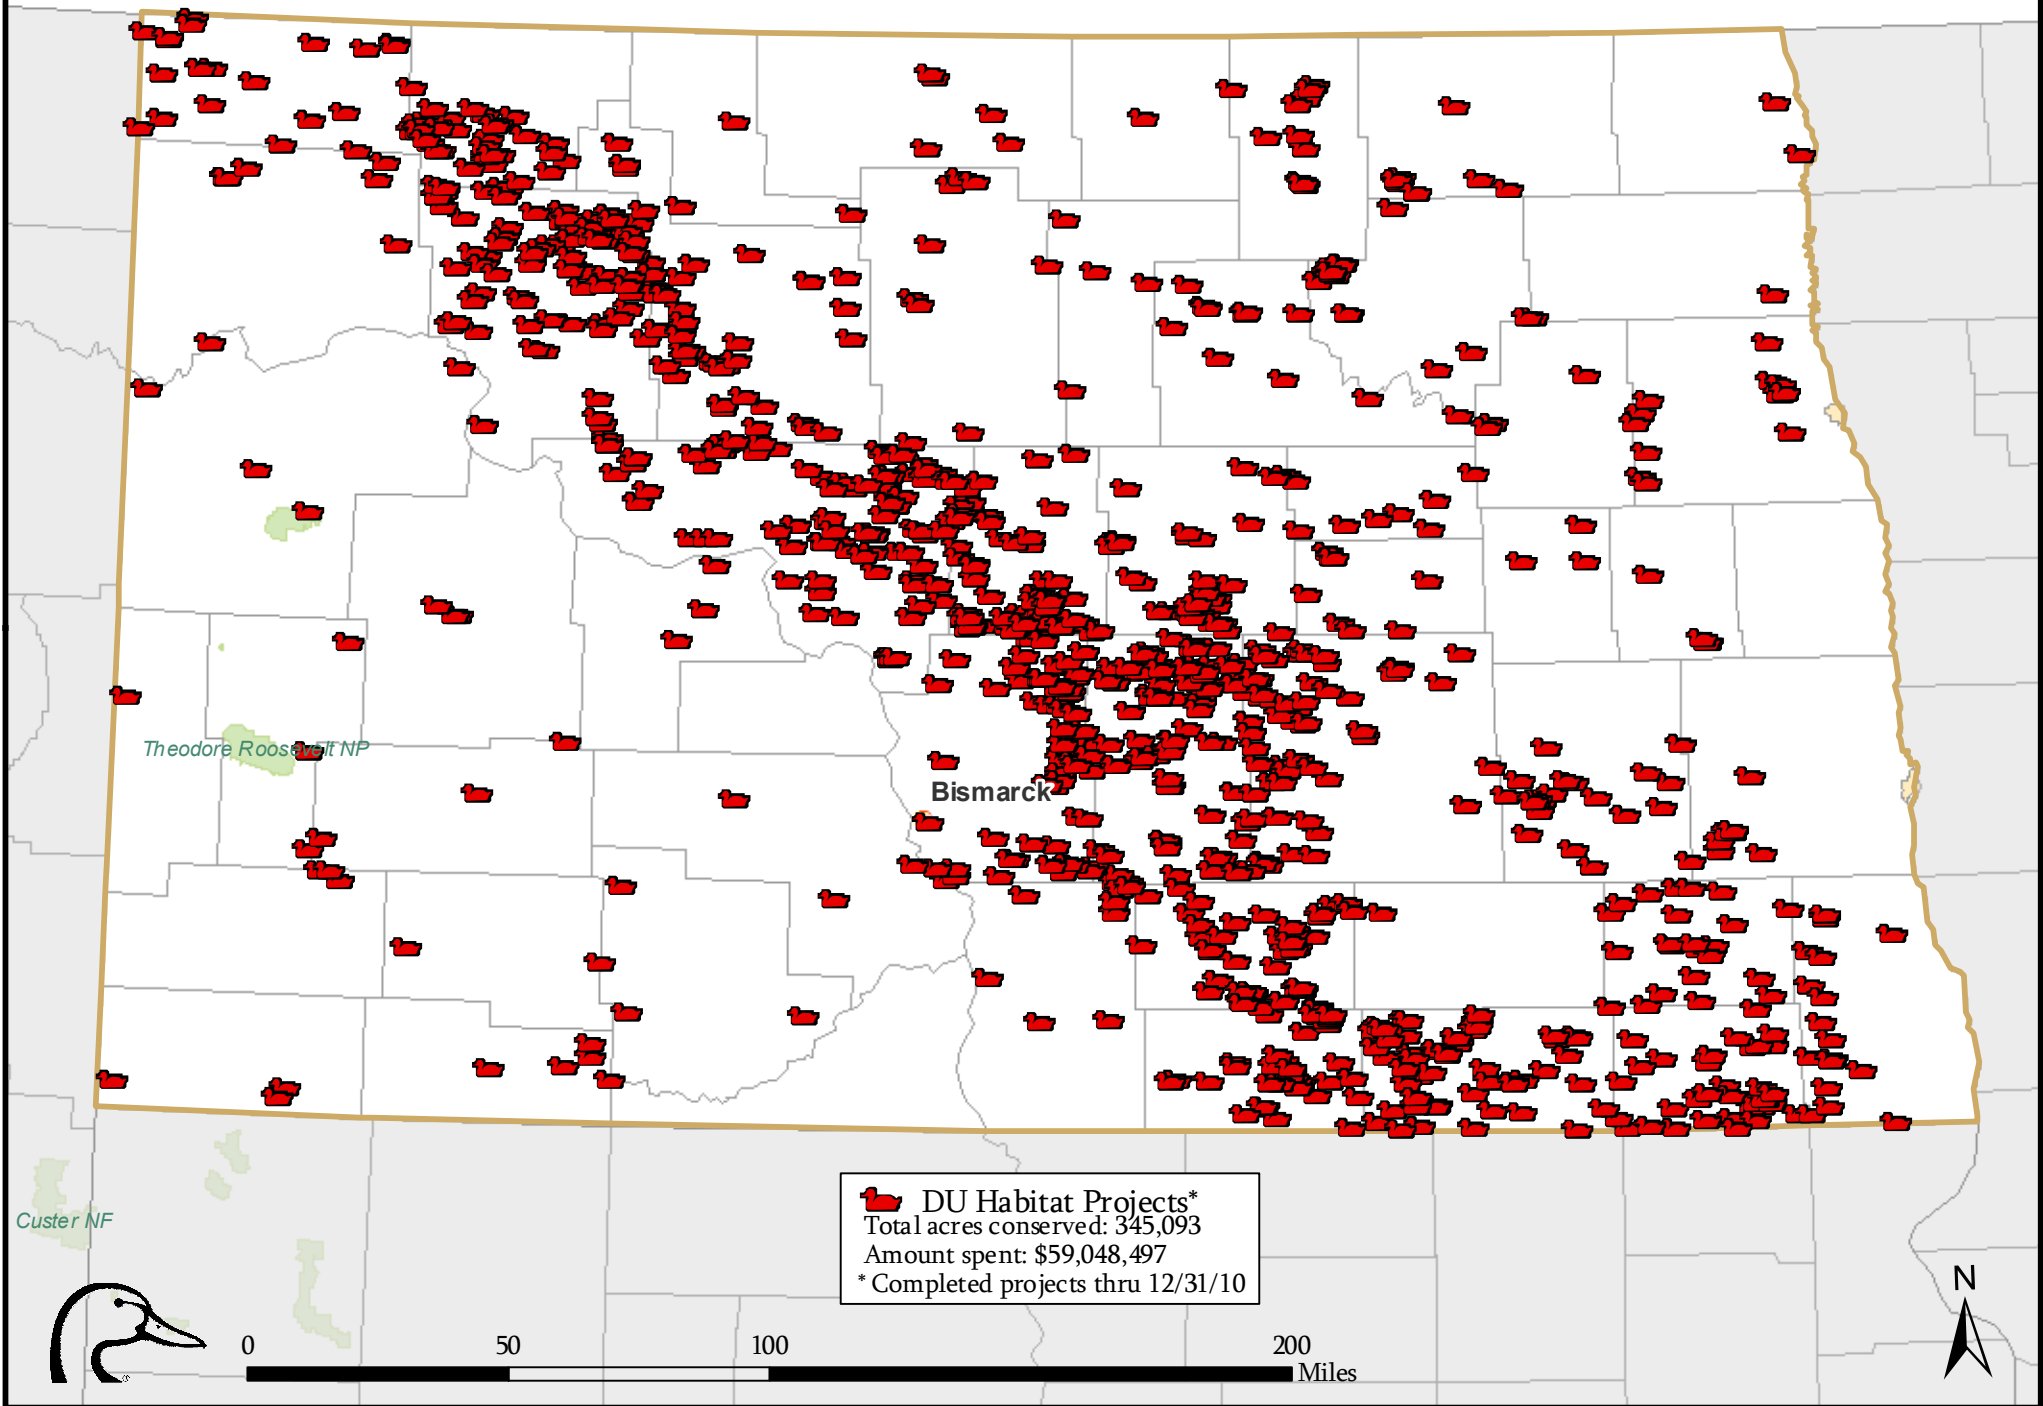 Theodore Roosevelt NP
Bismarck
DU Habitat Projects*
Total acres conserved: 345,093
Amount spent: $59,048,497
* Completed projects thru 12/31/10
Custer NF
N
0 50 100 200
Miles